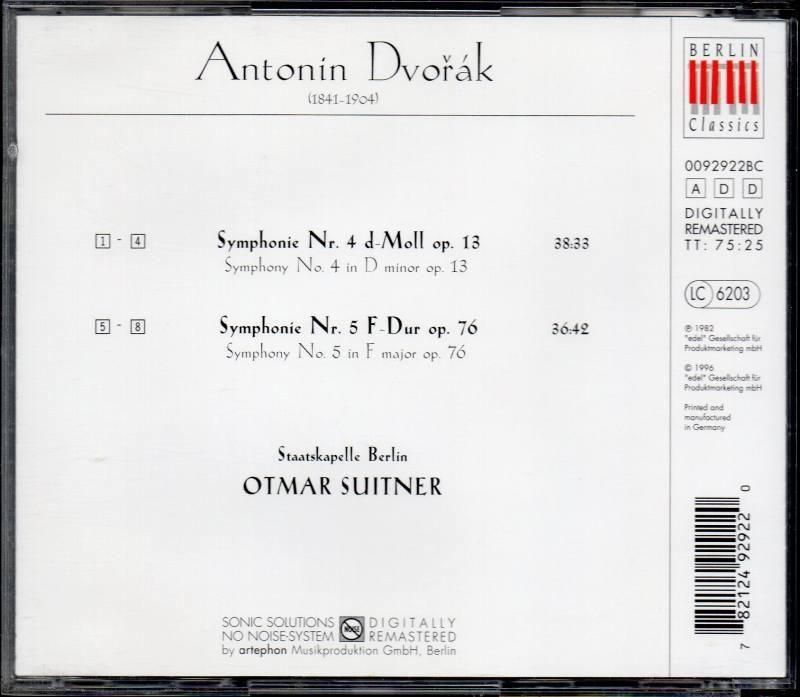 Antonín Dvořák
(1841-1904)
1 - 4 Symphonie Nr. 4 d-Moll op. 13 38:33
Symphony No. 4 in D minor op. 13
5 - 8 Symphonie Nr. 5 F-Dur op. 76 36:42
Symphony No. 5 in F major op. 76
Staatskapelle Berlin
OTMAR SUITNER
SONIC SOLUTIONS
NO NOISE-SYSTEM
NOISE
DIGITALLY
REMASTERED
by artephon Musikproduktion GmbH, Berlin
BERLIN
Classics
0092922BC
A D D
DIGITALLY
REMASTERED
TT: 75:25
LC 6203
℗ 1982
"edel" Gesellschaft für
Produktmarketing mbH
© 1996
"edel" Gesellschaft für
Produktmarketing mbH
Printed and
manufactured
in Germany
7 82124 92922 0